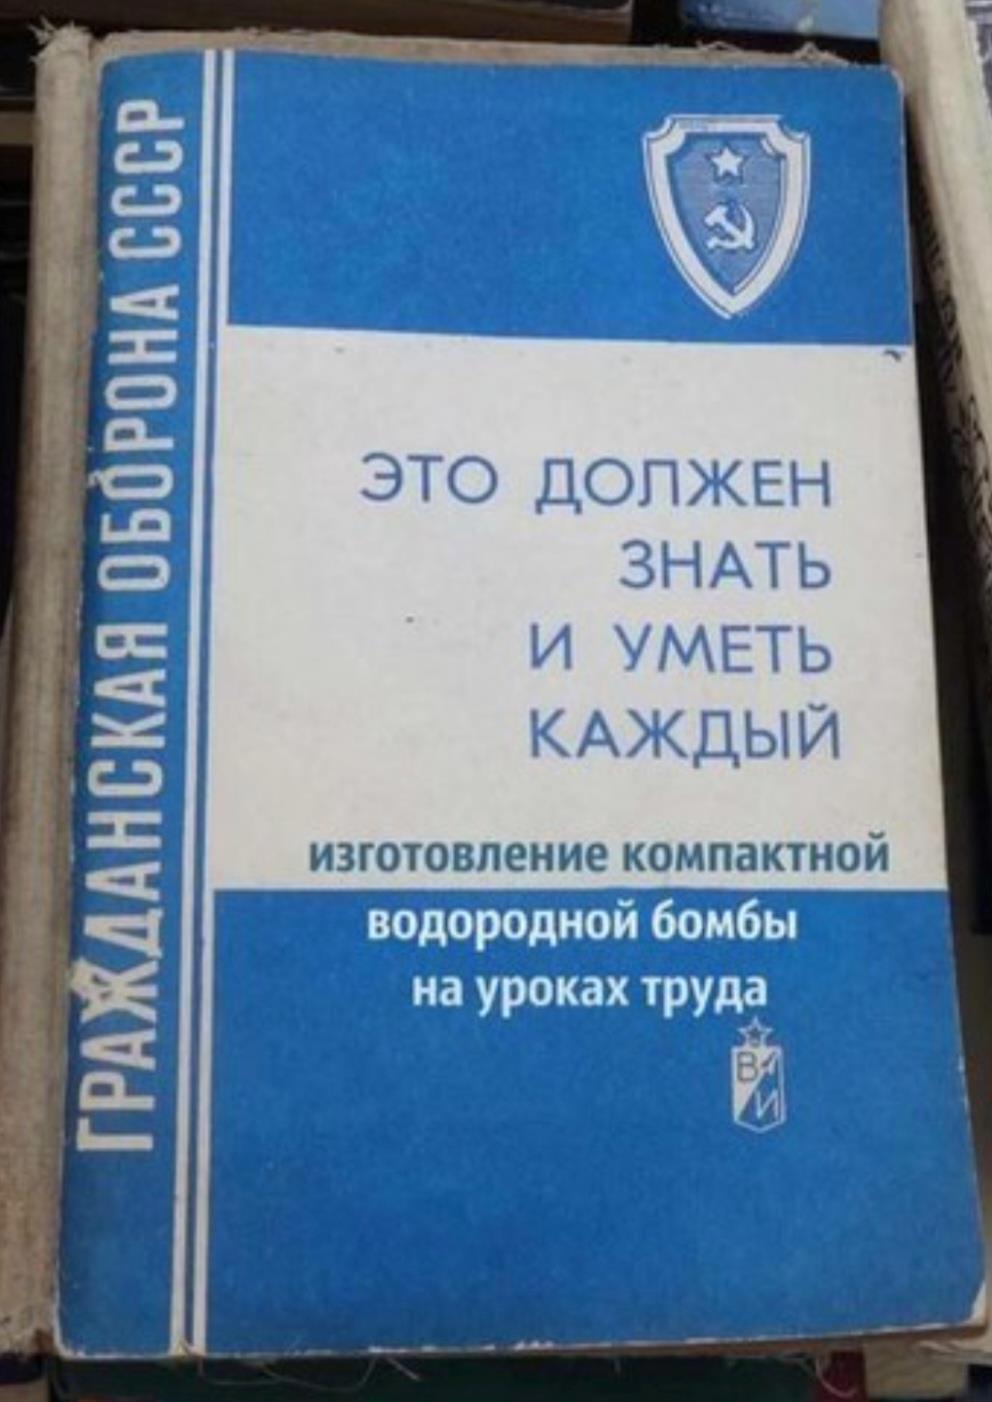 ГРАЖДАНСКАЯ ОБОРОНА СССР
ЭТО ДОЛЖЕН
ЗНАТЬ
И УМЕТЬ
КАЖДЫЙ
изготовление компактной
водородной бомбы
на уроках труда
В
И